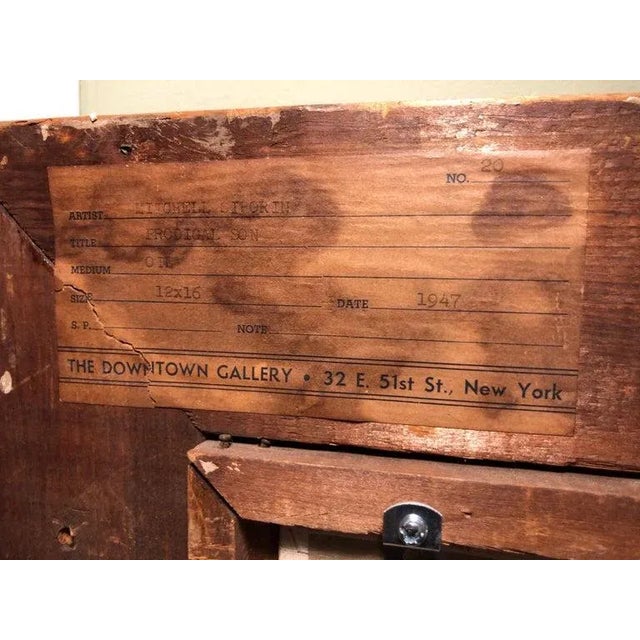 NO. 20
ARTIST MITCHELL SIPORIN
TITLE PRODIGAL SON
MEDIUM OIL
SIZE 12x16 DATE 1947
S. P. NOTE
THE DOWNTOWN GALLERY • 32 E. 51st St., New York